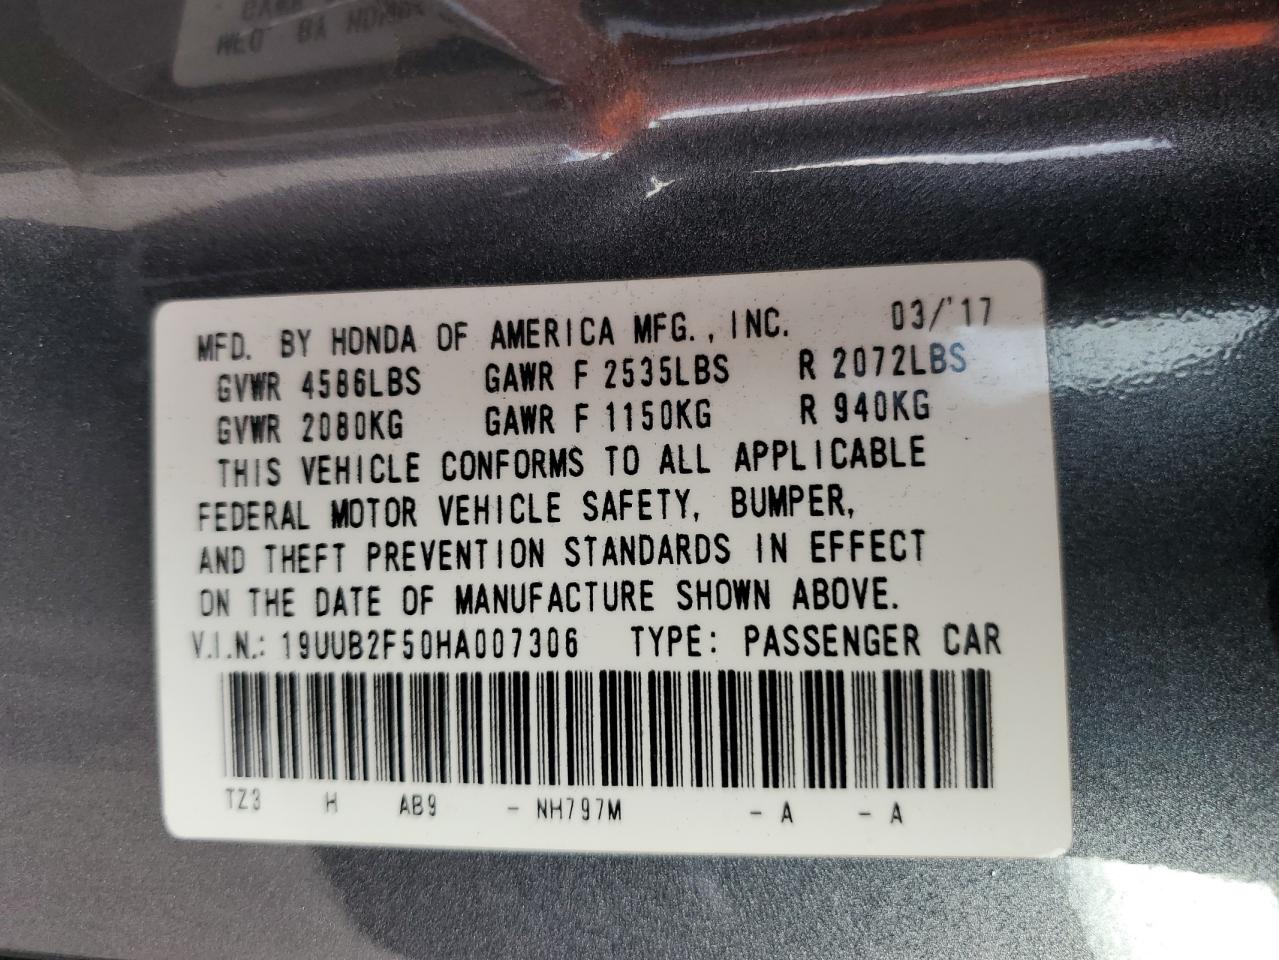 MFD. BY HONDA OF AMERICA MFG., INC. 03/'17
GVWR 4586LBS GAWR F 2535LBS R 2072LBS
GVWR 2080KG GAWR F 1150KG R 940KG
THIS VEHICLE CONFORMS TO ALL APPLICABLE
FEDERAL MOTOR VEHICLE SAFETY, BUMPER,
AND THEFT PREVENTION STANDARDS IN EFFECT
ON THE DATE OF MANUFACTURE SHOWN ABOVE.
V.I.N.: 19UUB2F50HA007306 TYPE: PASSENGER CAR
TZ3 H AB9 - NH797M - A - A